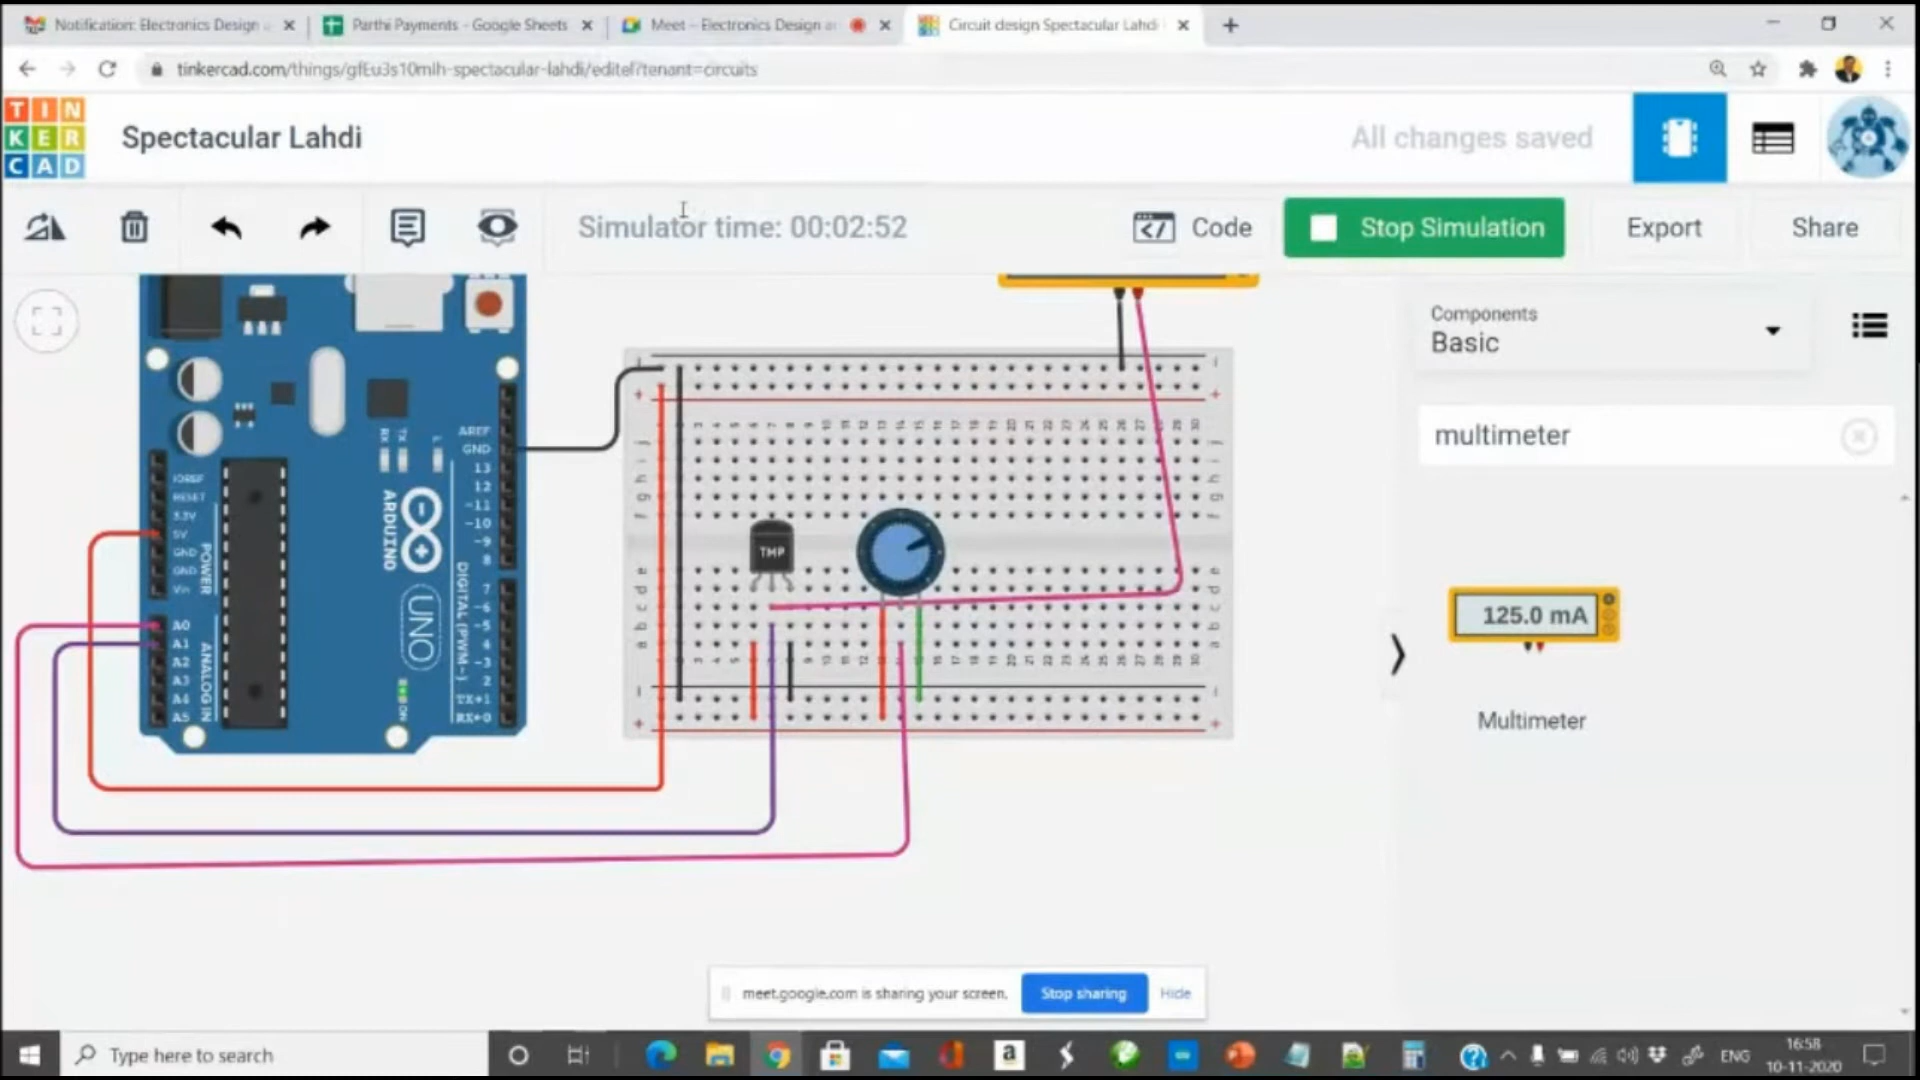 Notification: Electronics Design
Parthi Payments - Google Sheets
Meet – Electronics Design a
Circuit design Spectacular Lahdi
tinkercad.com/things/gfEu3s10mlh-spectacular-lahdi/editel?tenant=circuits
TIN
KER
CAD
Spectacular Lahdi
All changes saved
Simulator time: 00:02:52
Code
Stop Simulation
Export
Share
Components
Basic
multimeter
125.0 mA
Multimeter
AREF
GND
13
12
~11
~10
~9
8
7
~6
~5
4
~3
2
TX→1
RX←0
DIGITAL (PWM~)
IOREF
RESET
3.3V
5V
GND
GND
Vin
POWER
A0
A1
A2
A3
A4
A5
ANALOG IN
RX
TX
L
ARDUINO
UNO
ON
TMP
meet.google.com is sharing your screen.
Stop sharing
Hide
Type here to search
ENG
16:58
10-11-2020